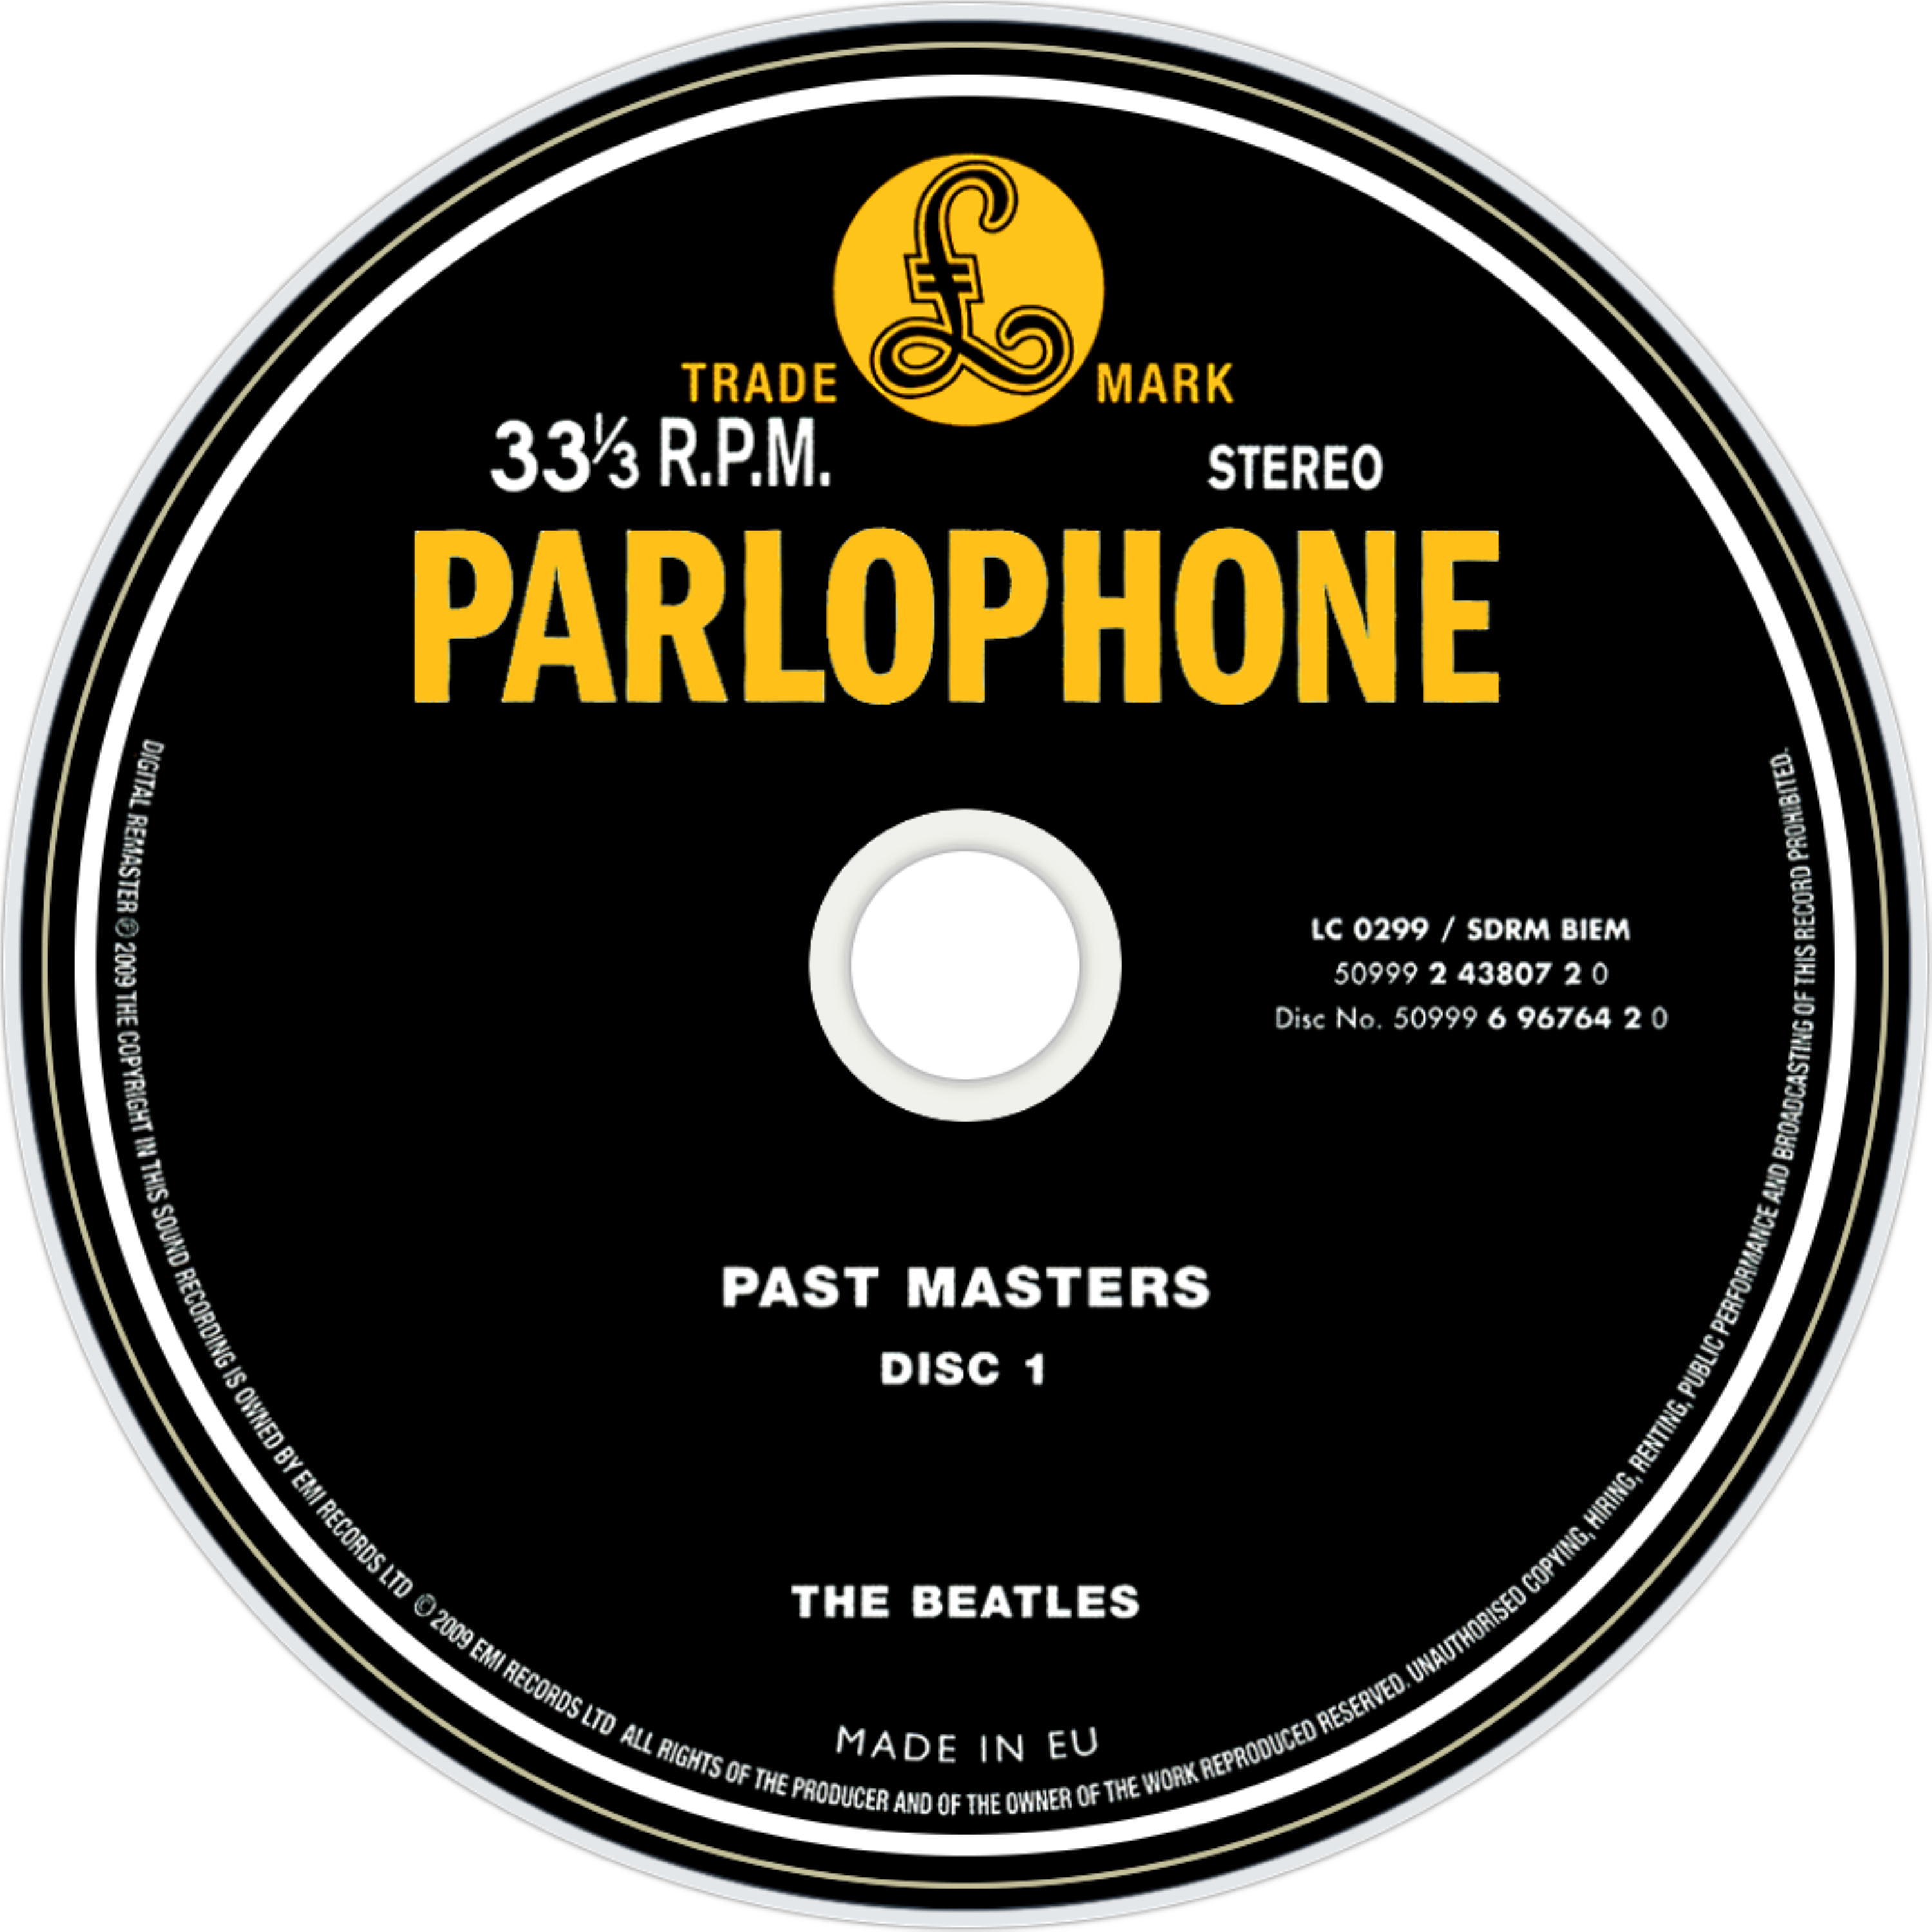 £
TRADE MARK
33⅓ R.P.M. STEREO
PARLOPHONE
LC 0299 / SDRM BIEM
50999 2 43807 2 0
Disc No. 50999 6 96764 2 0
PAST MASTERS
DISC 1
THE BEATLES
MADE IN EU
DIGITAL REMASTER ℗ 2009 THE COPYRIGHT IN THIS SOUND RECORDING IS OWNED BY EMI RECORDS LTD © 2009 EMI RECORDS LTD ALL RIGHTS OF THE PRODUCER AND OF THE OWNER OF THE WORK REPRODUCED RESERVED. UNAUTHORISED COPYING, HIRING, RENTING, PUBLIC PERFORMANCE AND BROADCASTING OF THIS RECORD PROHIBITED.